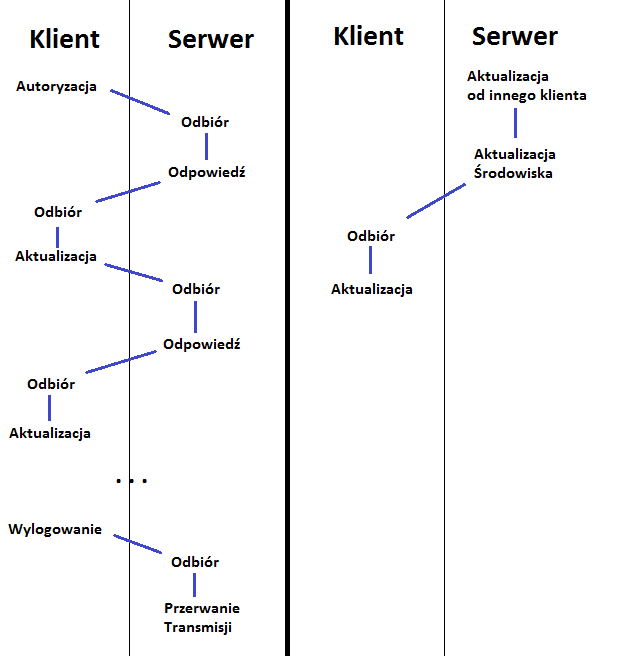 Klient
Serwer
Autoryzacja
Odbiór
Odpowiedź
Odbiór
Aktualizacja
Odbiór
Odpowiedź
Odbiór
Aktualizacja
. . .
Wylogowanie
Odbiór
Przerwanie
Transmisji
Klient
Serwer
Aktualizacja
od innego klienta
Aktualizacja
Środowiska
Odbiór
Aktualizacja